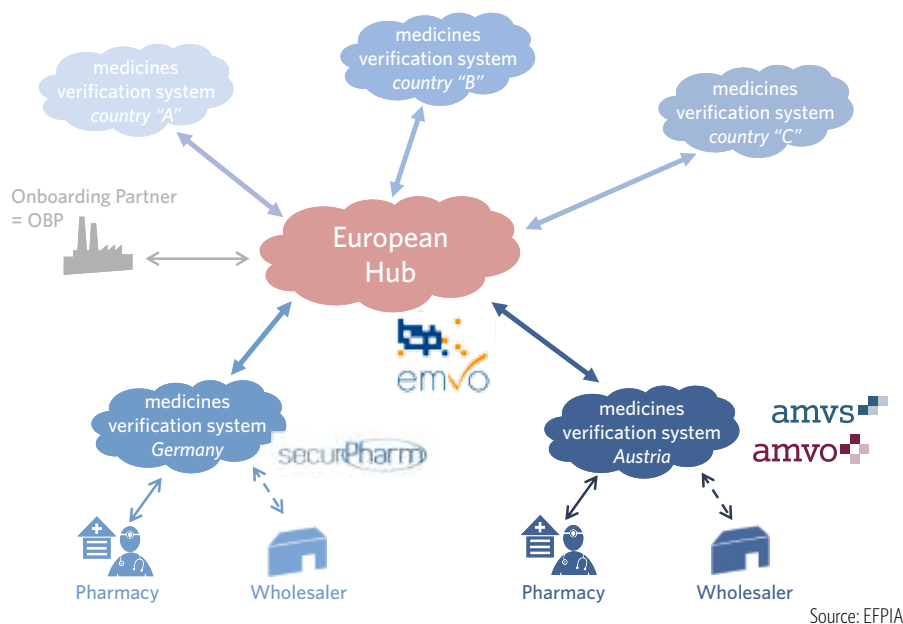 medicines
verification system
country “A”
medicines
verification system
country “B”
medicines
verification system
country “C”
Onboarding Partner
= OBP
European
Hub
emvo
medicines
verification system
Germany
securPharm
medicines
verification system
Austria
amvs
amvo
Pharmacy
Wholesaler
Pharmacy
Wholesaler
Source: EFPIA